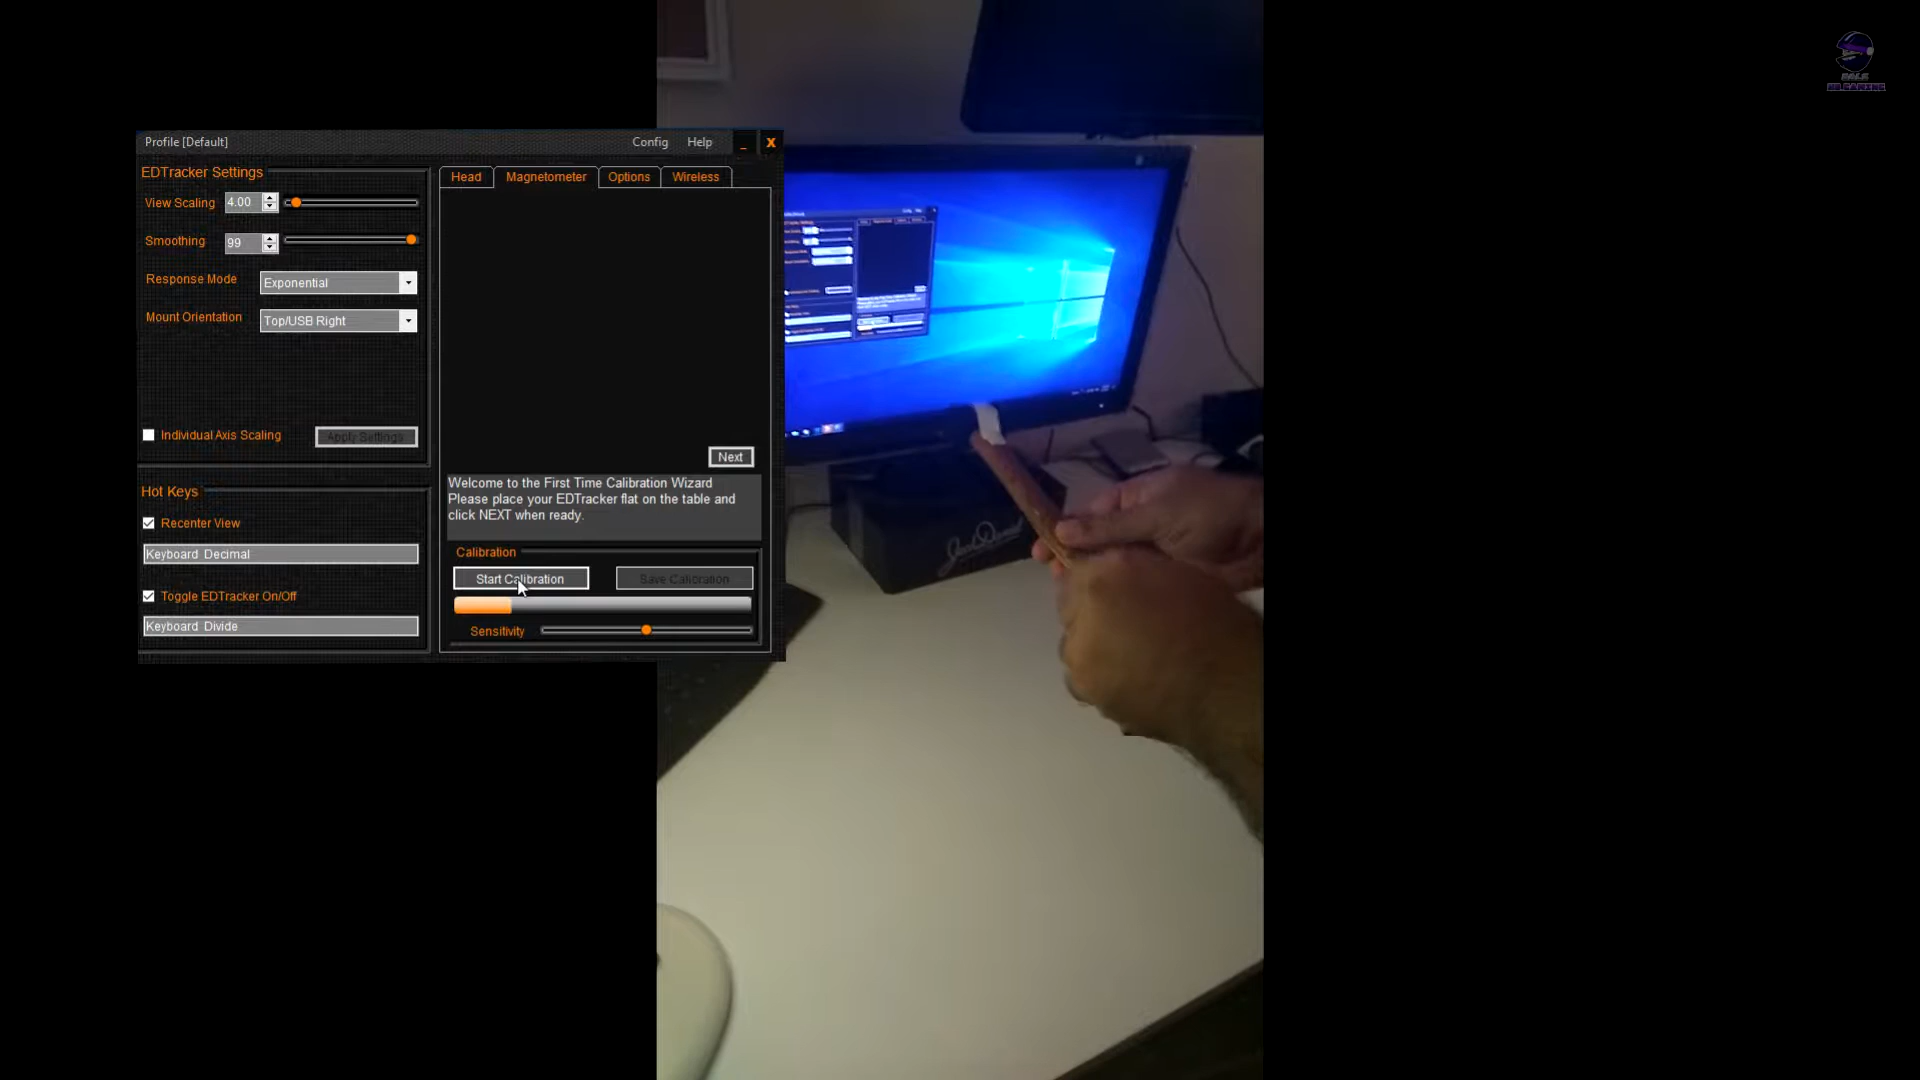 Profile [Default]
Config
Help
EDTracker Settings
View Scaling
4.00
Smoothing
99
Response Mode
Exponential
Mount Orientation
Top/USB Right
Individual Axis Scaling
Apply Settings
Hot Keys
Recenter View
Keyboard Decimal
Toggle EDTracker On/Off
Keyboard Divide
Head
Magnetometer
Options
Wireless
Next
Welcome to the First Time Calibration Wizard
Please place your EDTracker flat on the table and
click NEXT when ready.
Calibration
Start Calibration
Save Calibration
Sensitivity